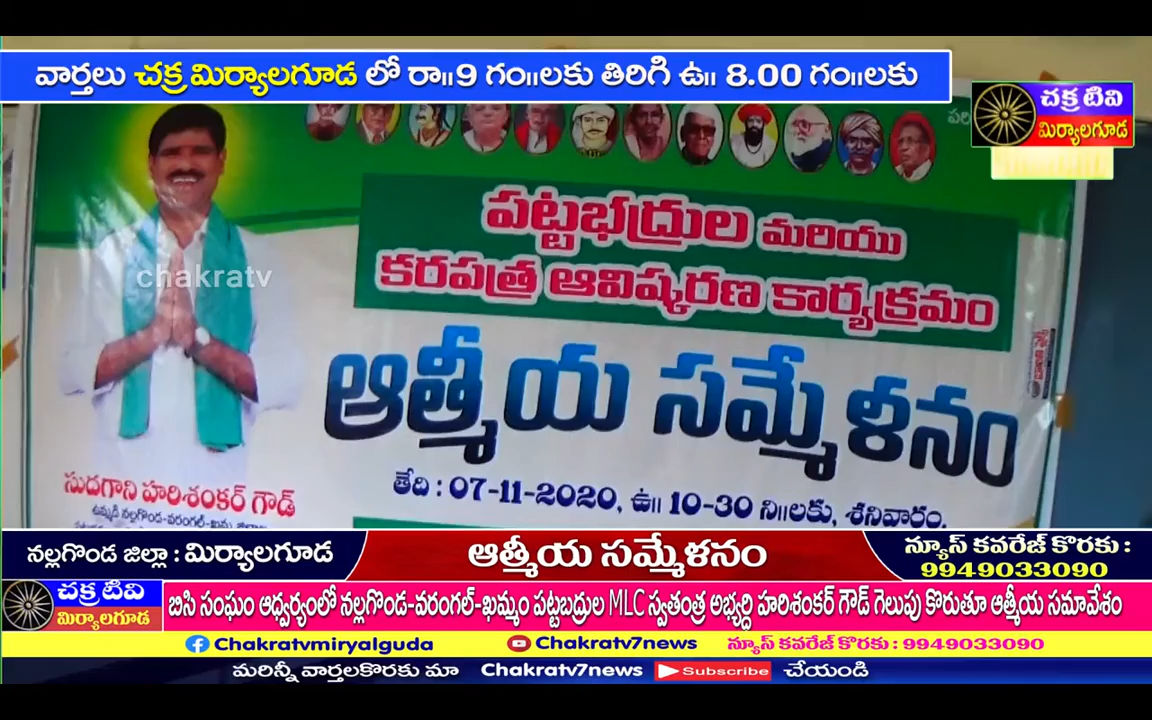 వార్తలు చక్ర మిర్యాలగూడ లో రా॥9 గం॥లకు తిరిగి ఉ॥ 8.00 గం॥లకు
చక్ర టివి
మిర్యాలగూడ
పట్టభద్రుల మరియు
కరపత్ర ఆవిష్కరణ కార్యక్రమం
chakratv
ఆత్మీయ సమ్మేళనం
సుదగాని హరిశంకర్ గౌడ్
తేది : 07-11-2020, ఉ॥ 10-30 ని॥లకు, శనివారం.
నల్లగొండ జిల్లా : మిర్యాలగూడ
ఆత్మీయ సమ్మేళనం
న్యూస్ కవరేజ్ కొరకు :
9949033090
చక్ర టివి
మిర్యాలగూడ
బిసి సంఘం ఆధ్వర్యంలో నల్లగొండ-వరంగల్-ఖమ్మం పట్టబద్రుల MLC స్వతంత్ర అభ్యర్ధి హరిశంకర్ గౌడ్ గెలుపు కొరుతూ ఆత్మీయ సమావేశం
Chakratvmiryalguda
Chakratv7news
న్యూస్ కవరేజ్ కొరకు : 9949033090
మరిన్ని వార్తలకొరకు మా Chakratv7news Subscribe చేయండి